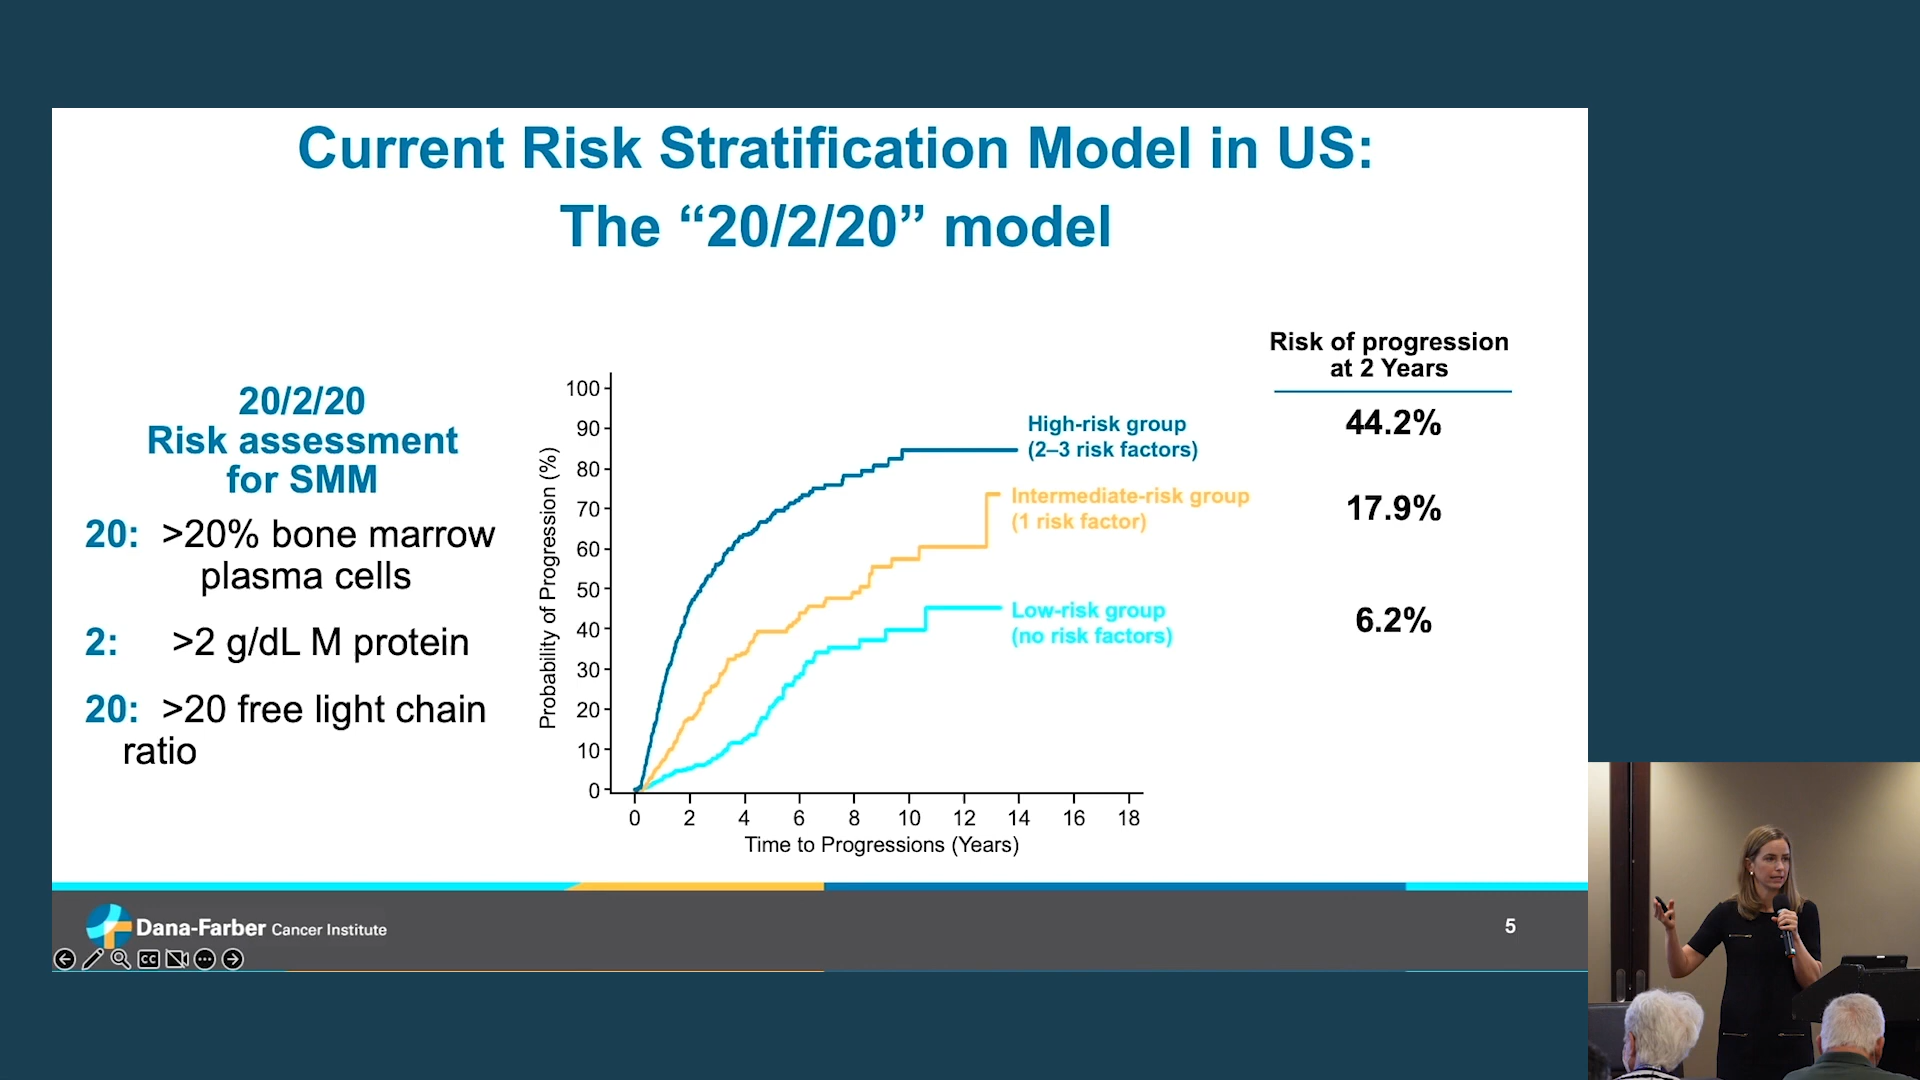 Current Risk Stratification Model in US:
The “20/2/20” model
20/2/20
Risk assessment
for SMM
20: >20% bone marrow
plasma cells
2: >2 g/dL M protein
20: >20 free light chain
ratio
Probability of Progression (%)
100
90
80
70
60
50
40
30
20
10
0
0 2 4 6 8 10 12 14 16 18
Time to Progressions (Years)
High-risk group
(2–3 risk factors)
Intermediate-risk group
(1 risk factor)
Low-risk group
(no risk factors)
Risk of progression
at 2 Years
44.2%
17.9%
6.2%
Dana-Farber Cancer Institute
CC
5